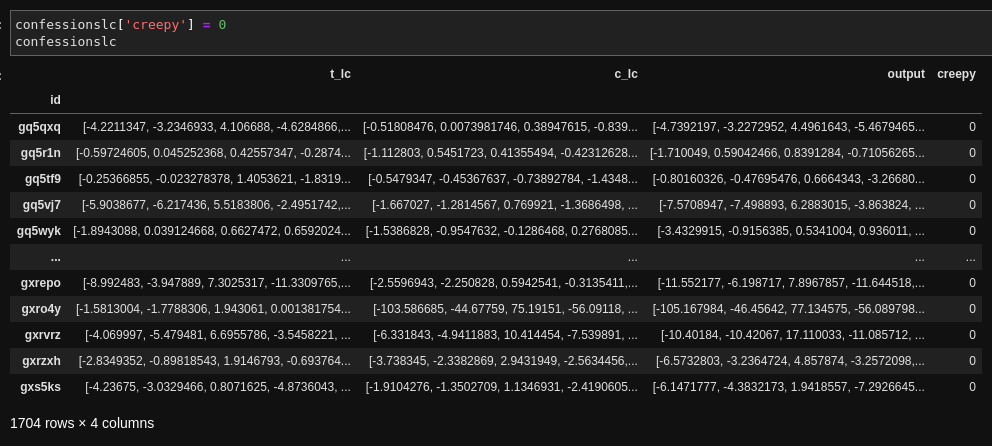 confessionslc['creepy'] = 0
confessionslc
t_lc c_lc output creepy
id
gq5qxq [-4.2211347, -3.2346933, 4.106688, -4.6284866,... [-0.51808476, 0.0073981746, 0.38947615, -0.839... [-4.7392197, -3.2272952, 4.4961643, -5.4679465... 0
gq5r1n [-0.59724605, 0.045252368, 0.42557347, -0.2874... [-1.112803, 0.5451723, 0.41355494, -0.42312628... [-1.710049, 0.59042466, 0.8391284, -0.71056265... 0
gq5tf9 [-0.25366855, -0.023278378, 1.4053621, -1.8319... [-0.5479347, -0.45367637, -0.73892784, -1.4348... [-0.80160326, -0.47695476, 0.6664343, -3.26680... 0
gq5vj7 [-5.9038677, -6.217436, 5.5183806, -2.4951742,... [-1.667027, -1.2814567, 0.769921, -1.3686498, ... [-7.5708947, -7.498893, 6.2883015, -3.863824, ... 0
gq5wyk [-1.8943088, 0.039124668, 0.6627472, 0.6592024... [-1.5386828, -0.9547632, -0.1286468, 0.2768085... [-3.4329915, -0.9156385, 0.5341004, 0.936011, ... 0
... ... ... ... ...
gxrepo [-8.992483, -3.947889, 7.3025317, -11.3309765,... [-2.5596943, -2.250828, 0.5942541, -0.3135411,... [-11.552177, -6.198717, 7.8967857, -11.644518,... 0
gxro4y [-1.5813004, -1.7788306, 1.943061, 0.001381754... [-103.586685, -44.67759, 75.19151, -56.09118, ... [-105.167984, -46.45642, 77.134575, -56.089798... 0
gxrvrz [-4.069997, -5.479481, 6.6955786, -3.5458221, ... [-6.331843, -4.9411883, 10.414454, -7.539891, ... [-10.40184, -10.42067, 17.110033, -11.085712, ... 0
gxrzxh [-2.8349352, -0.89818543, 1.9146793, -0.693764... [-3.738345, -2.3382869, 2.9431949, -2.5634456,... [-6.5732803, -3.2364724, 4.857874, -3.2572098,... 0
gxs5ks [-4.23675, -3.0329466, 0.8071625, -4.8736043, ... [-1.9104276, -1.3502709, 1.1346931, -2.4190605... [-6.1471777, -4.3832173, 1.9418557, -7.2926645... 0
1704 rows × 4 columns